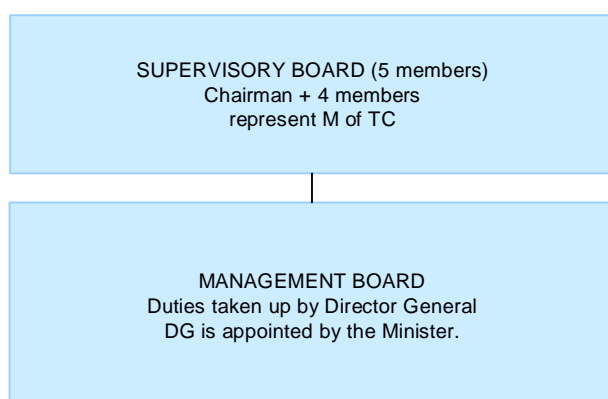 SUPERVISORY BOARD (5 members)
Chairman + 4 members
represent M of TC
MANAGEMENT BOARD
Duties taken up by Director General
DG is appointed by the Minister.